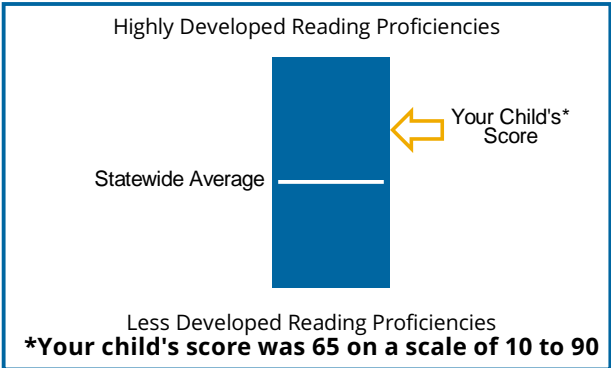 Highly Developed Reading Proficiencies
Your Child's*
Score
Statewide Average
Less Developed Reading Proficiencies
*Your child's score was 65 on a scale of 10 to 90